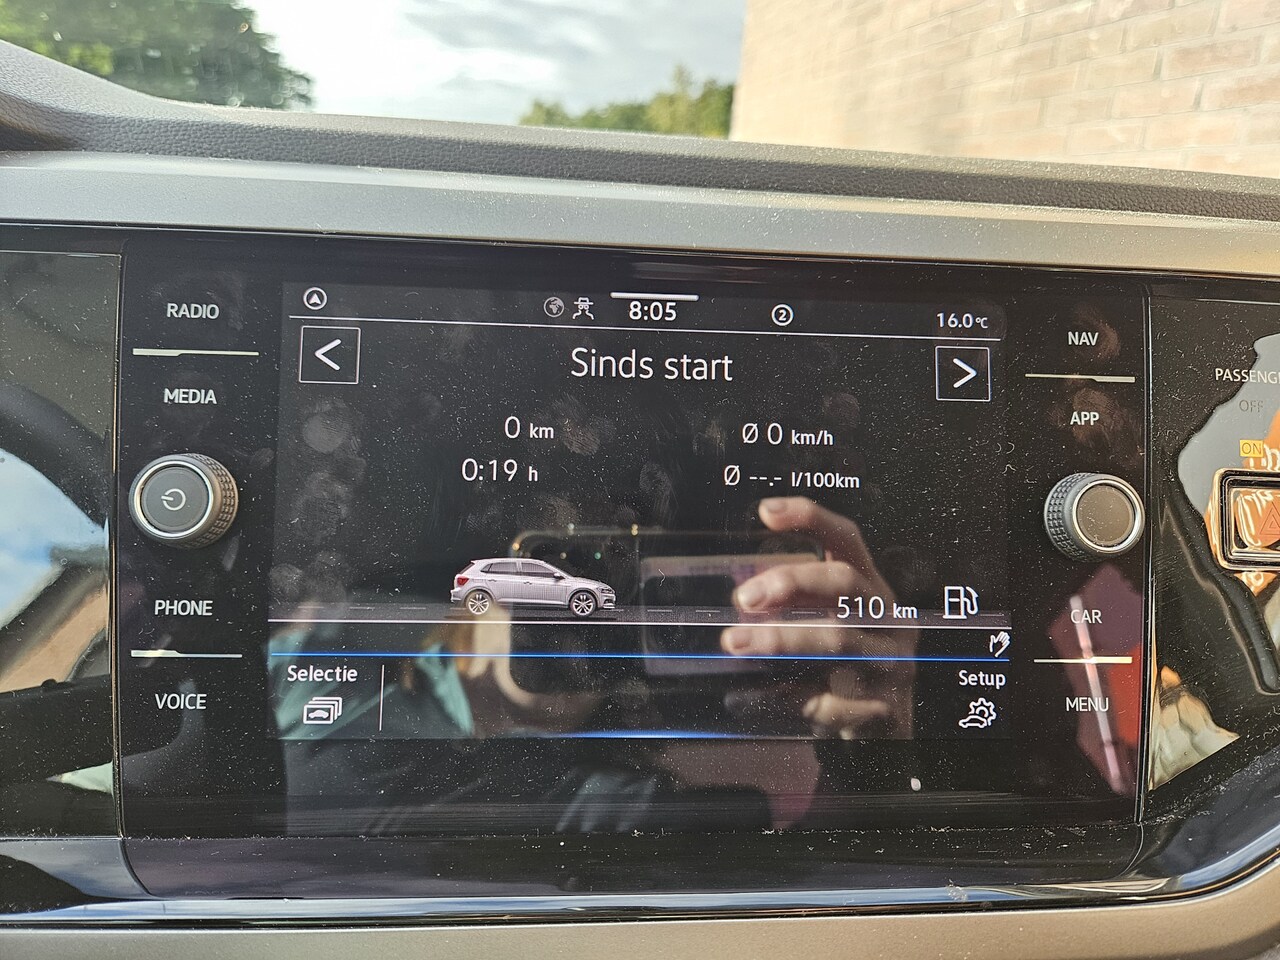 RADIO
MEDIA
PHONE
VOICE
8:05
2
16.0°C
<
Sinds start
>
0 km
Ø 0 km/h
0:19 h
Ø --.- l/100km
510 km
Selectie
Setup
NAV
APP
CAR
MENU
OFF
ON